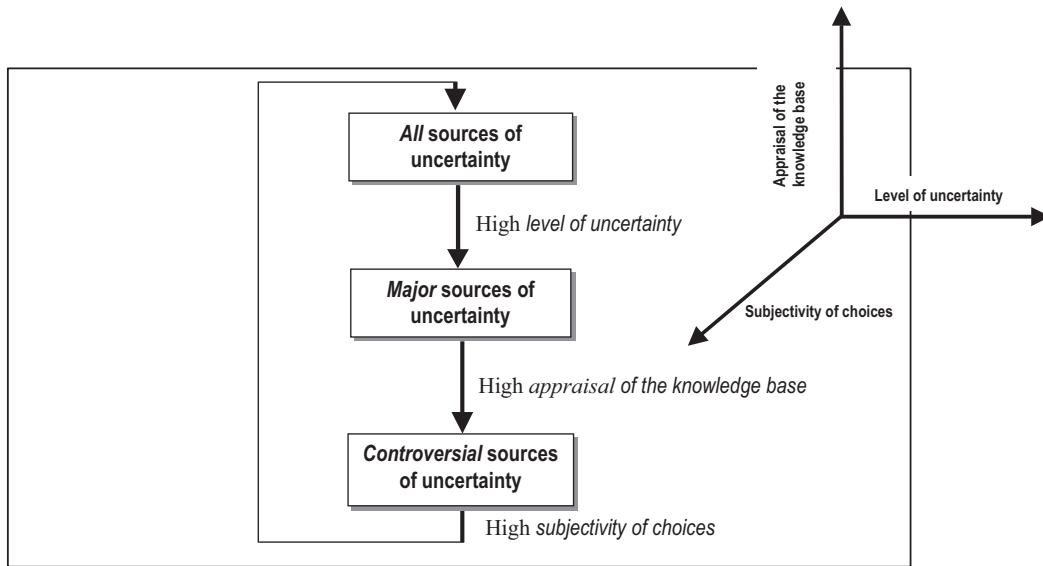 All sources of
uncertainty
High level of uncertainty
Major sources of
uncertainty
High appraisal of the knowledge base
Controversial sources
of uncertainty
High subjectivity of choices
Appraisal of the
knowledge base
Level of uncertainty
Subjectivity of choices